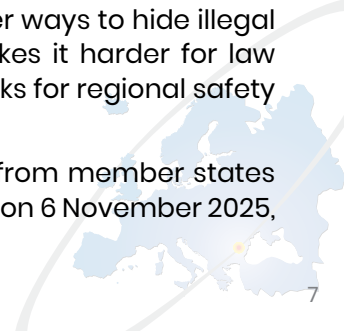 er ways to hide illegal
kes it harder for law
ks for regional safety
from member states
on 6 November 2025,
7